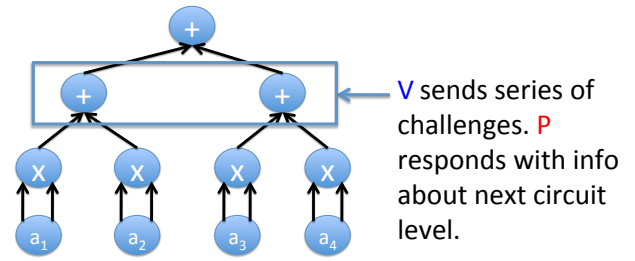 +
+ +
V sends series of
challenges. P
responds with info
about next circuit
level.
x x x x
a₁ a₂ a₃ a₄